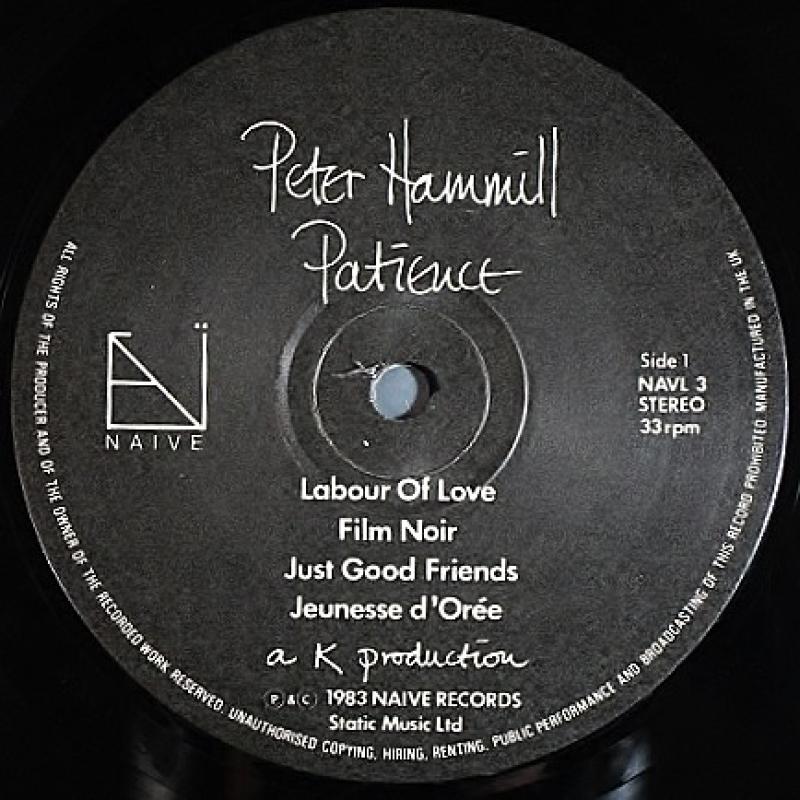 Peter Hammill
Patience
NAIVE
Side 1
NAVL 3
STEREO
33rpm
Labour Of Love
Film Noir
Just Good Friends
Jeunesse d'Orée
a K production
Ⓟ & © 1983 NAIVE RECORDS
Static Music Ltd
ALL RIGHTS OF THE PRODUCER AND OF THE OWNER OF THE RECORDED WORK RESERVED. UNAUTHORISED COPYING, HIRING, RENTING, PUBLIC PERFORMANCE AND BROADCASTING OF THIS RECORD PROHIBITED MANUFACTURED IN THE UK